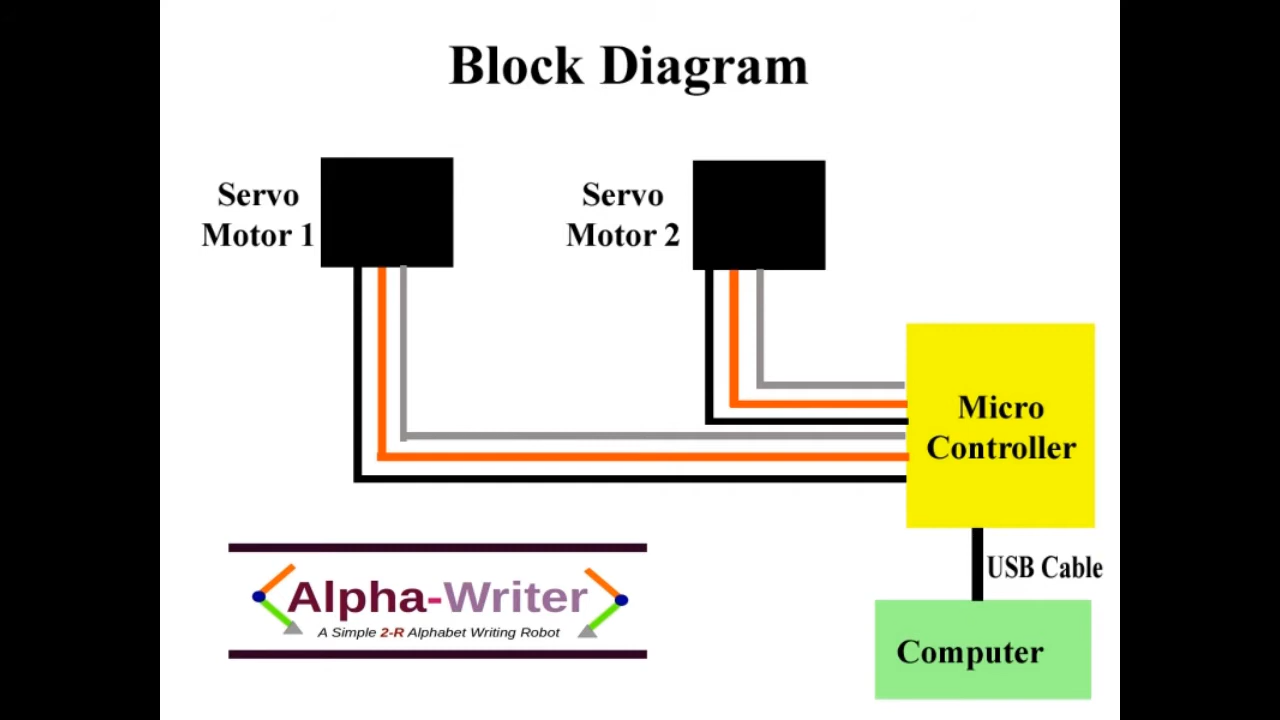 Block Diagram
Servo
Motor 1
Servo
Motor 2
Micro
Controller
USB Cable
Computer
Alpha-Writer
A Simple 2-R Alphabet Writing Robot